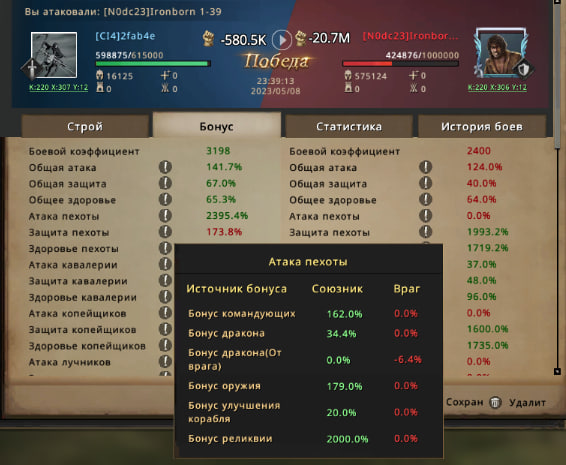 Вы атаковали: [N0dc23]Ironborn 1-39
[CI4]2fab4e
-580.5K
-20.7M
[N0dc23]Ironbor...
598875/615000
Победа
424876/1000000
16125
0
575124
0
0
0
0
0
K:220 X:307 Y:12
23:39:13
2023/05/08
K:220 X:306 Y:12
Строй
Бонус
Статистика
История боев
Боевой коэффициент 3198 Боевой коэффициент 2400
Общая атака 141.7% Общая атака 124.0%
Общая защита 67.0% Общая защита 40.0%
Общее здоровье 65.3% Общее здоровье 64.0%
Атака пехоты 2395.4% Атака пехоты 0.0%
Защита пехоты 173.8% Защита пехоты 1993.2%
Здоровье пехоты 1719.2%
Атака кавалерии 37.0%
Защита кавалерии 48.0%
Здоровье кавалерии 96.0%
Атака копейщиков 0.0%
Защита копейщиков 1600.0%
Здоровье копейщиков 1735.0%
Атака лучников 0.0%
Атака пехоты
Источник бонуса Союзник Враг
Бонус командующих 162.0% 0.0%
Бонус дракона 34.4% 0.0%
Бонус дракона(От
врага) 0.0% -6.4%
Бонус оружия 179.0% 0.0%
Бонус улучшения
корабля 20.0% 0.0%
Бонус реликвии 2000.0% 0.0%
Сохран Удалит